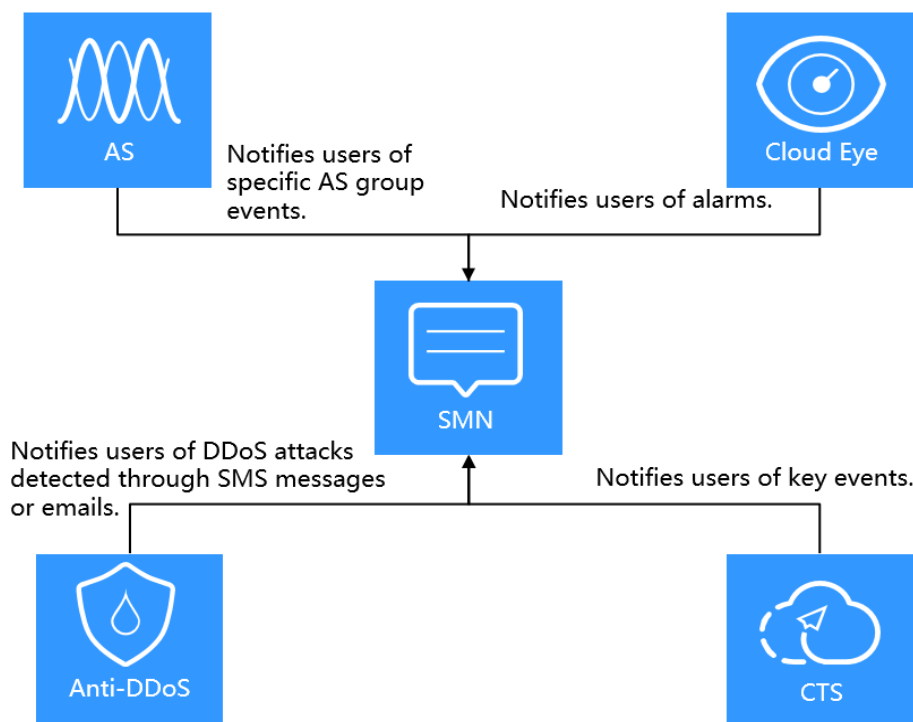 AS
Cloud Eye
Notifies users of
specific AS group
events.
Notifies users of alarms.
SMN
Notifies users of DDoS attacks
detected through SMS messages
or emails.
Notifies users of key events.
Anti-DDoS
CTS